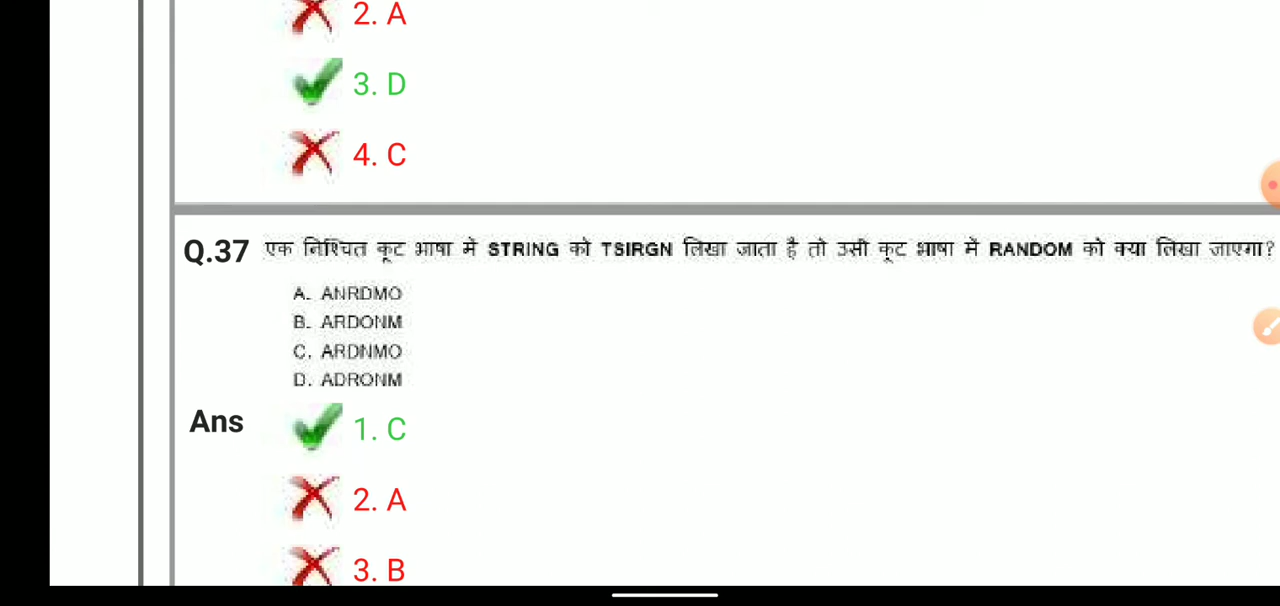 2. A
3. D
4. C
Q.37 एक निश्चित कूट भाषा में STRING को TSIRGN लिखा जाता है तो उसी कूट भाषा में RANDOM को क्या लिखा जाएगा?
A. ANRDMO
B. ARDONM
C. ARDNMO
D. ADRONM
Ans
1. C
2. A
3. B